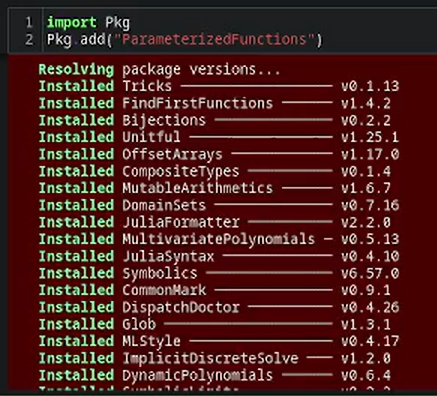 1 import Pkg
2 Pkg.add("ParameterizedFunctions")
Resolving package versions...
Installed Tricks ──────────────── v0.1.13
Installed FindFirstFunctions ──── v1.4.2
Installed Bijections ──────────── v0.2.2
Installed Unitful ─────────────── v1.25.1
Installed OffsetArrays ────────── v1.17.0
Installed CompositeTypes ──────── v0.1.4
Installed MutableArithmetics ──── v1.6.7
Installed DomainSets ──────────── v0.7.16
Installed JuliaFormatter ──────── v2.2.0
Installed MultivariatePolynomials ─ v0.5.13
Installed JuliaSyntax ─────────── v0.4.10
Installed Symbolics ───────────── v6.57.0
Installed CommonMark ──────────── v0.9.1
Installed DispatchDoctor ──────── v0.4.26
Installed Glob ────────────────── v1.3.1
Installed MLStyle ─────────────── v0.4.17
Installed ImplicitDiscreteSolve ── v1.2.0
Installed DynamicPolynomials ──── v0.6.4